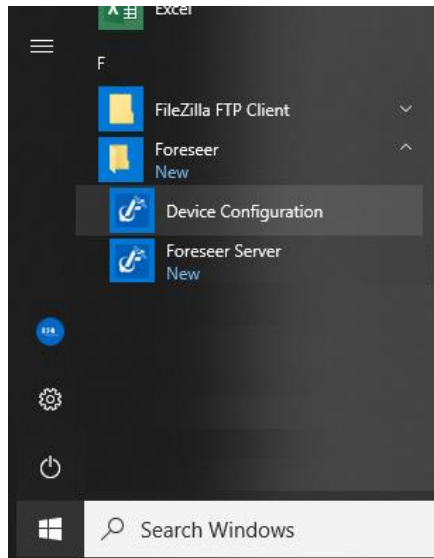 Excel
F
FileZilla FTP Client
Foreseer
New
Device Configuration
Foreseer Server
New
Search Windows